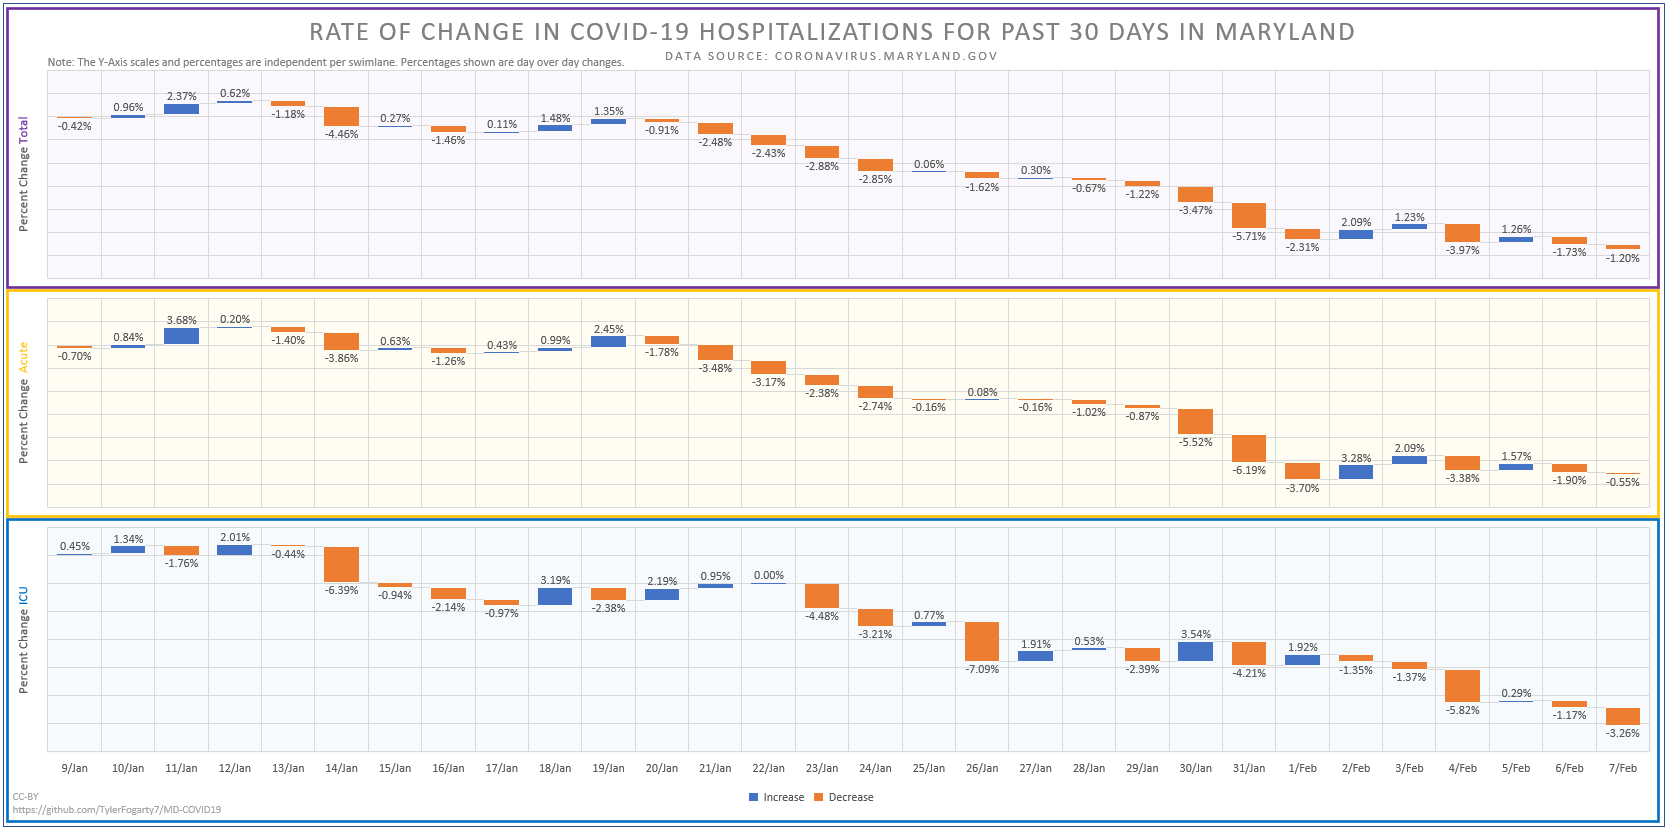 RATE OF CHANGE IN COVID-19 HOSPITALIZATIONS FOR PAST 30 DAYS IN MARYLAND
DATA SOURCE: CORONAVIRUS.MARYLAND.GOV
Note: The Y-Axis scales and percentages are independent per swimlane. Percentages shown are day over day changes.
Percent Change Total
-0.42% 0.96% 2.37% 0.62% -1.18% -4.46% 0.27% -1.46% 0.11% 1.48% 1.35% -0.91% -2.48% -2.43% -2.88% -2.85% 0.06% -1.62% 0.30% -0.67% -1.22% -3.47% -5.71% -2.31% 2.09% 1.23% -3.97% 1.26% -1.73% -1.20%
Percent Change Acute
-0.70% 0.84% 3.68% 0.20% -1.40% -3.86% 0.63% -1.26% 0.43% 0.99% 2.45% -1.78% -3.48% -3.17% -2.38% -2.74% -0.16% 0.08% -0.16% -1.02% -0.87% -5.52% -6.19% -3.70% 3.28% 2.09% -3.38% 1.57% -1.90% -0.55%
Percent Change ICU
0.45% 1.34% -1.76% 2.01% -0.44% -6.39% -0.94% -2.14% -0.97% 3.19% -2.38% 2.19% 0.95% 0.00% -4.48% -3.21% 0.77% -7.09% 1.91% 0.53% -2.39% 3.54% -4.21% 1.92% -1.35% -1.37% -5.82% 0.29% -1.17% -3.26%
9/Jan 10/Jan 11/Jan 12/Jan 13/Jan 14/Jan 15/Jan 16/Jan 17/Jan 18/Jan 19/Jan 20/Jan 21/Jan 22/Jan 23/Jan 24/Jan 25/Jan 26/Jan 27/Jan 28/Jan 29/Jan 30/Jan 31/Jan 1/Feb 2/Feb 3/Feb 4/Feb 5/Feb 6/Feb 7/Feb
Increase Decrease
CC-BY
https://github.com/TylerFogarty7/MD-COVID19